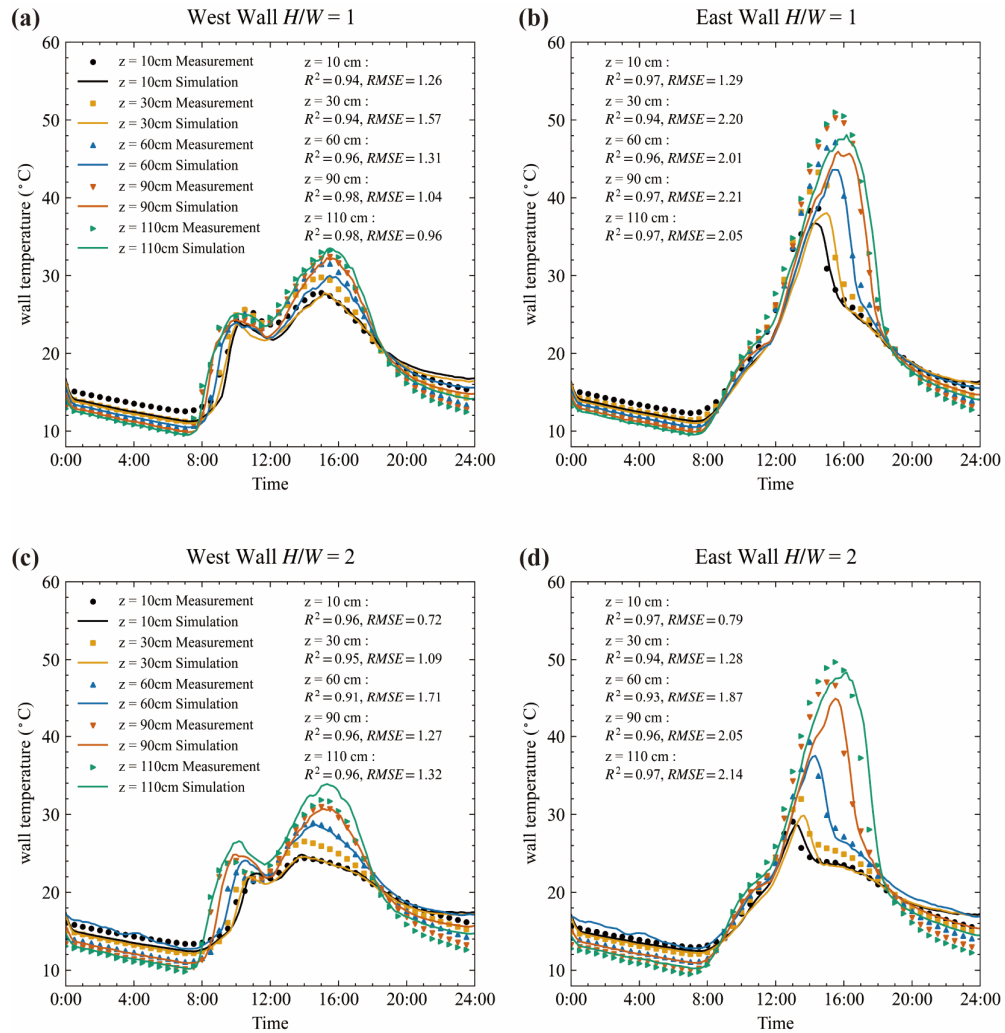 (a)
West Wall H/W = 1
60
50
40
30
20
10
wall temperature (°C)
z = 10cm Measurement
z = 10cm Simulation
z = 30cm Measurement
z = 30cm Simulation
z = 60cm Measurement
z = 60cm Simulation
z = 90cm Measurement
z = 90cm Simulation
z = 110cm Measurement
z = 110cm Simulation
z = 10 cm :
R²=0.94, RMSE=1.26
z = 30 cm :
R²=0.94, RMSE=1.57
z = 60 cm :
R²=0.96, RMSE=1.31
z = 90 cm :
R²=0.98, RMSE=1.04
z = 110 cm :
R²=0.98, RMSE=0.96
0:00 4:00 8:00 12:00 16:00 20:00 24:00
Time
(b)
East Wall H/W = 1
60
50
40
30
20
10
wall temperature (°C)
z = 10 cm :
R²=0.97, RMSE=1.29
z = 30 cm :
R²=0.94, RMSE=2.20
z = 60 cm :
R²=0.96, RMSE=2.01
z = 90 cm :
R²=0.97, RMSE=2.21
z = 110 cm :
R²=0.97, RMSE=2.05
0:00 4:00 8:00 12:00 16:00 20:00 24:00
Time
(c)
West Wall H/W = 2
60
50
40
30
20
10
wall temperature (°C)
z = 10cm Measurement
z = 10cm Simulation
z = 30cm Measurement
z = 30cm Simulation
z = 60cm Measurement
z = 60cm Simulation
z = 90cm Measurement
z = 90cm Simulation
z = 110cm Measurement
z = 110cm Simulation
z = 10 cm :
R²=0.96, RMSE=0.72
z = 30 cm :
R²=0.95, RMSE=1.09
z = 60 cm :
R²=0.91, RMSE=1.71
z = 90 cm :
R²=0.96, RMSE=1.27
z = 110 cm :
R²=0.96, RMSE=1.32
0:00 4:00 8:00 12:00 16:00 20:00 24:00
Time
(d)
East Wall H/W = 2
60
50
40
30
20
10
wall temperature (°C)
z = 10 cm :
R²=0.97, RMSE=0.79
z = 30 cm :
R²=0.94, RMSE=1.28
z = 60 cm :
R²=0.93, RMSE=1.87
z = 90 cm :
R²=0.96, RMSE=2.05
z = 110 cm :
R²=0.97, RMSE=2.14
0:00 4:00 8:00 12:00 16:00 20:00 24:00
Time